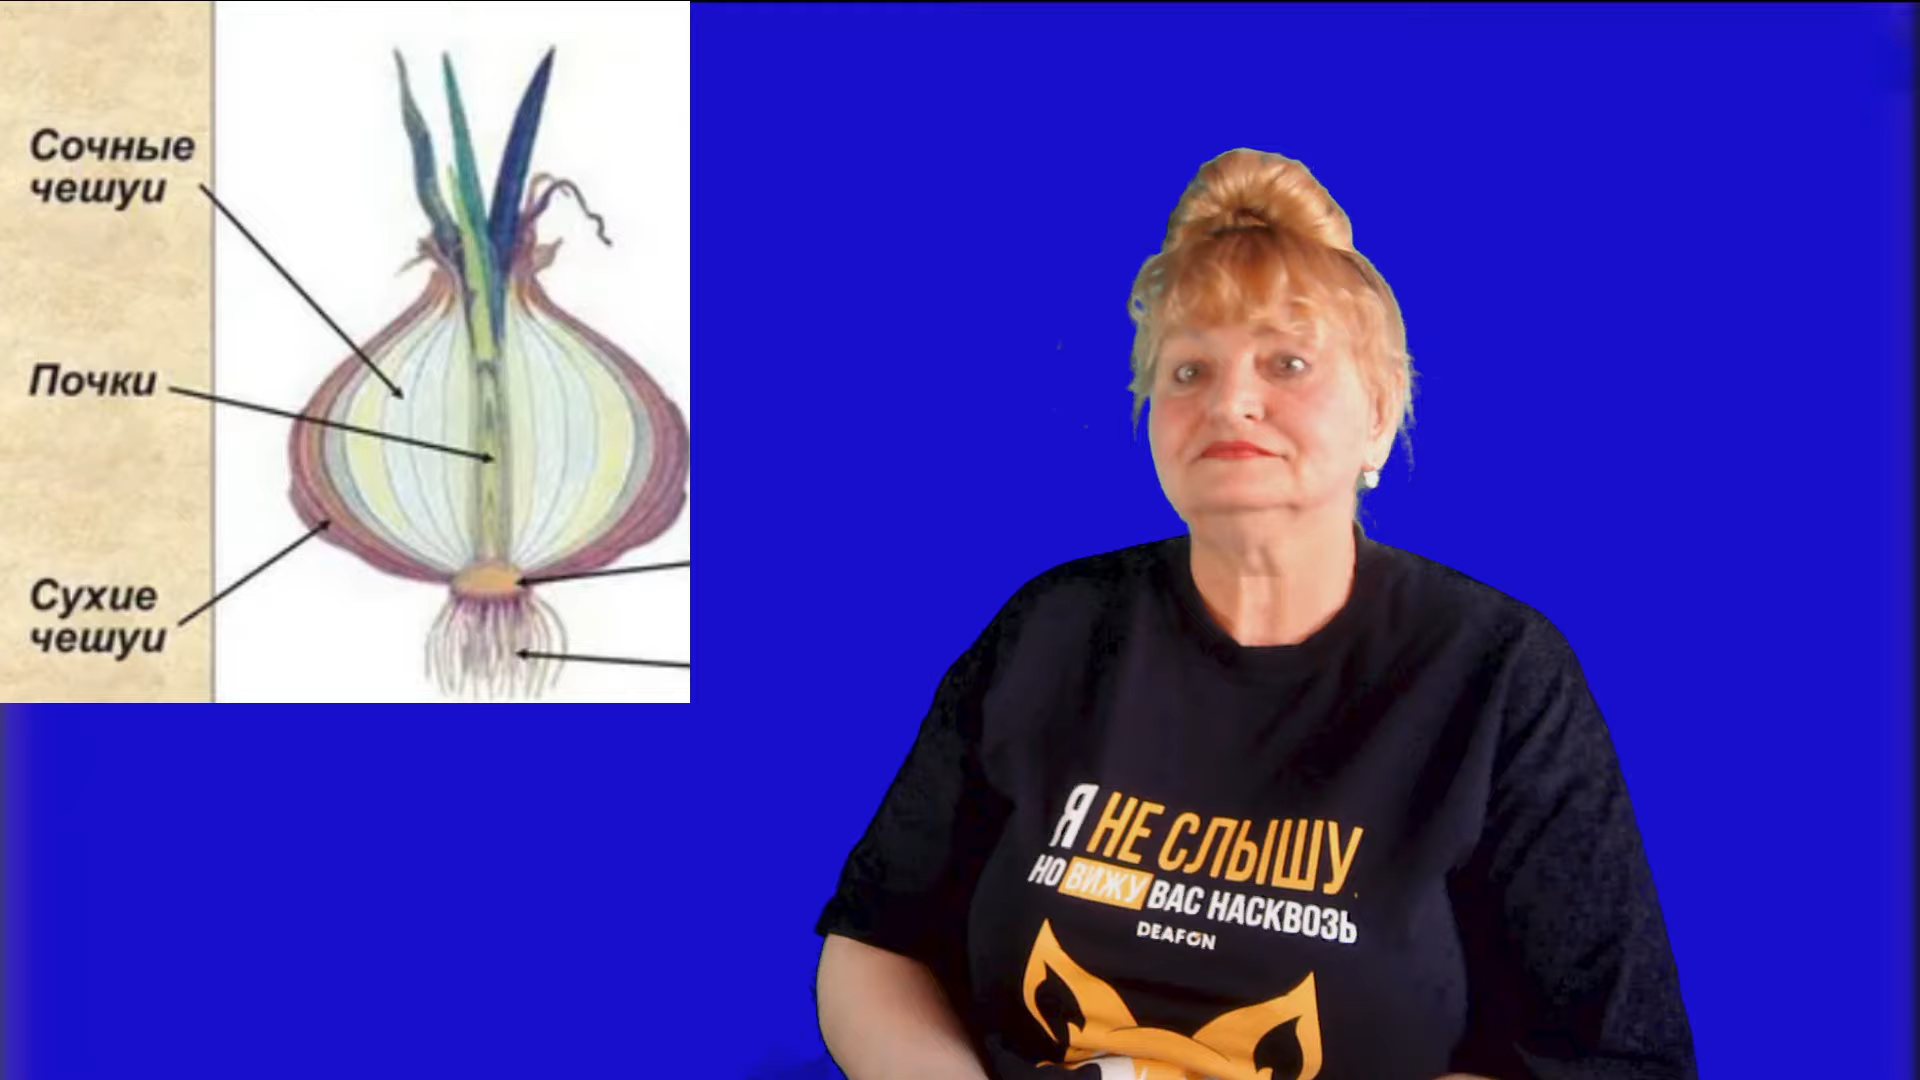 Сочные
чешуи
Почки
Сухие
чешуи
Я НЕ СЛЫШУ
НО ВИЖУ ВАС НАСКВОЗЬ
DEAFON